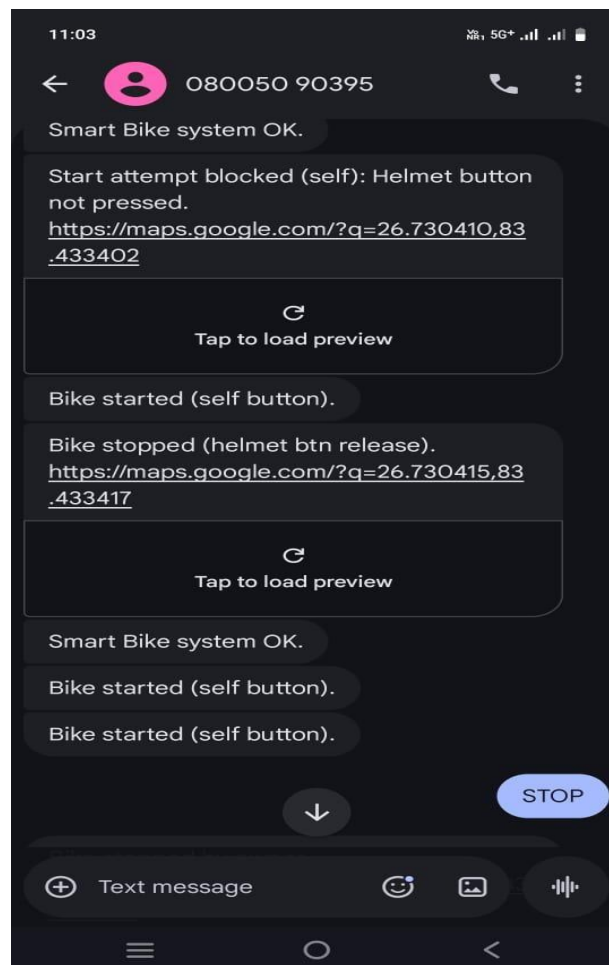 11:03
Vo NR1 5G+
080050 90395
Smart Bike system OK.
Start attempt blocked (self): Helmet button
not pressed.
https://maps.google.com/?q=26.730410,83
.433402
Tap to load preview
Bike started (self button).
Bike stopped (helmet btn release).
https://maps.google.com/?q=26.730415,83
.433417
Tap to load preview
Smart Bike system OK.
Bike started (self button).
Bike started (self button).
STOP
Text message